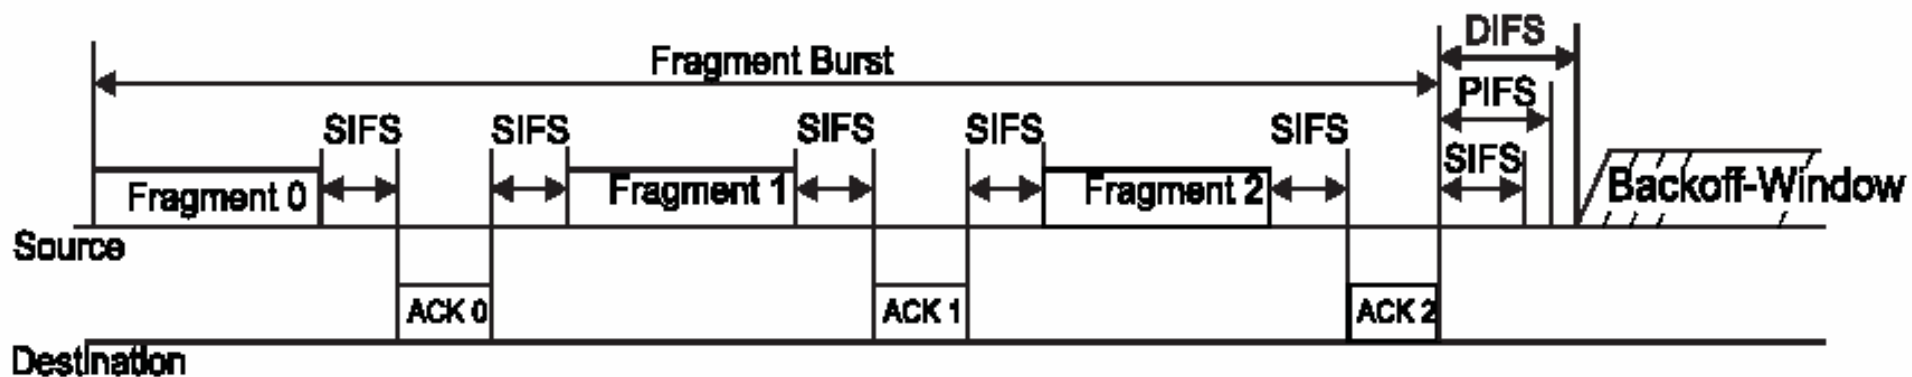 DIFS
Fragment Burst
PIFS
SIFS SIFS SIFS SIFS SIFS
SIFS
Fragment 0 Fragment 1 Fragment 2 Backoff-Window
Source
ACK 0 ACK 1 ACK 2
Destination